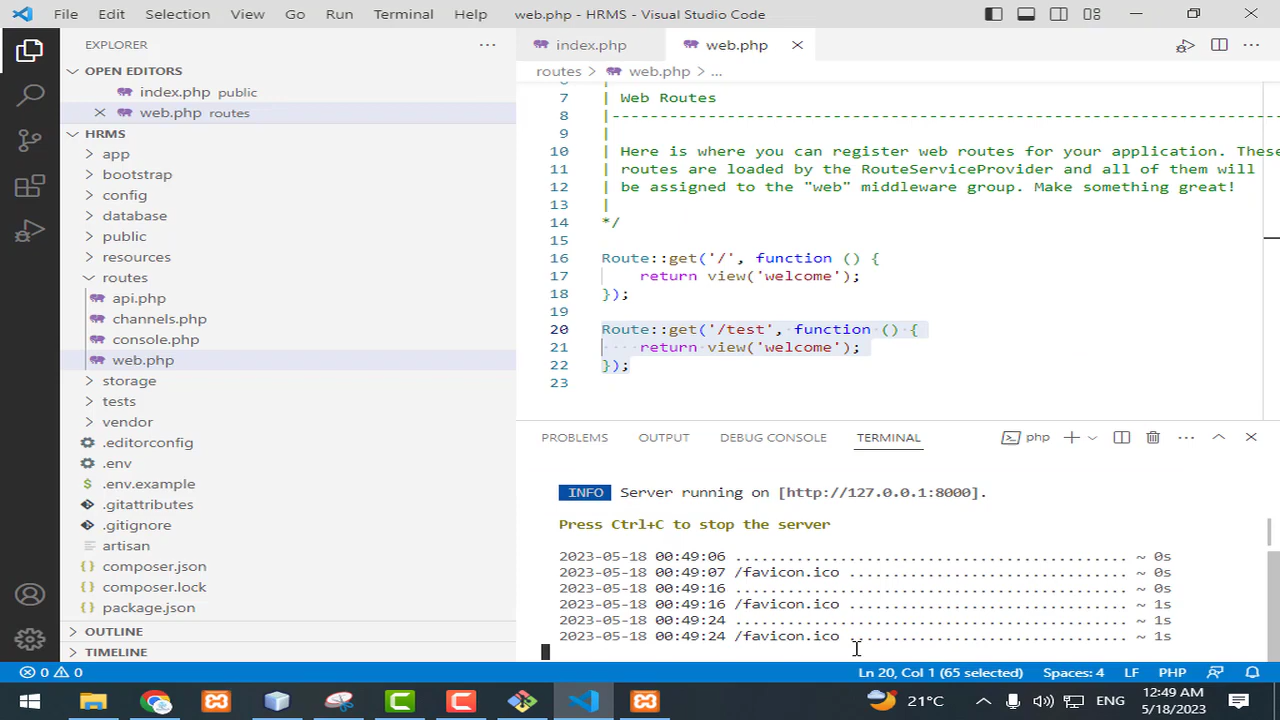 File Edit Selection View Go Run Terminal Help web.php - HRMS - Visual Studio Code
EXPLORER
OPEN EDITORS
index.php public
web.php routes
HRMS
app
bootstrap
config
database
public
resources
routes
api.php
channels.php
console.php
web.php
storage
tests
vendor
.editorconfig
.env
.env.example
.gitattributes
.gitignore
artisan
composer.json
composer.lock
package.json
OUTLINE
TIMELINE
index.php web.php
routes > web.php > ...
7 | Web Routes
8 |--------------------------------------------------------------------------
9 |
10 | Here is where you can register web routes for your application. These
11 | routes are loaded by the RouteServiceProvider and all of them will
12 | be assigned to the "web" middleware group. Make something great!
13 |
14 */
15
16 Route::get('/', function () {
17 return view('welcome');
18 });
19
20 Route::get('/test', function () {
21 return view('welcome');
22 });
23
PROBLEMS OUTPUT DEBUG CONSOLE TERMINAL php
INFO Server running on [http://127.0.0.1:8000].
Press Ctrl+C to stop the server
2023-05-18 00:49:06 ......................................... ~ 0s
2023-05-18 00:49:07 /favicon.ico ............................. ~ 0s
2023-05-18 00:49:16 ......................................... ~ 0s
2023-05-18 00:49:16 /favicon.ico ............................. ~ 1s
2023-05-18 00:49:24 ......................................... ~ 1s
2023-05-18 00:49:24 /favicon.ico ............................. ~ 1s
0 0 Ln 20, Col 1 (65 selected) Spaces: 4 LF PHP
21°C ENG 12:49 AM
5/18/2023